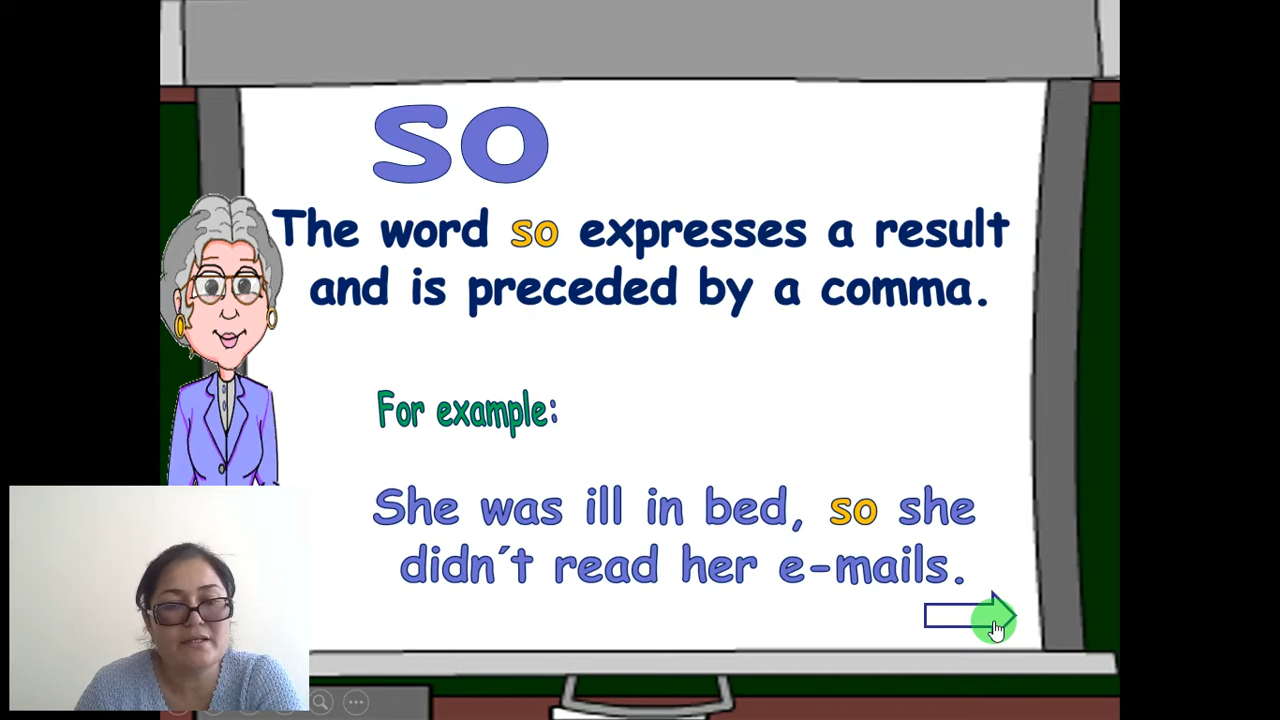 so
The word so expresses a result
and is preceded by a comma.
For example:
She was ill in bed, so she
didn´t read her e-mails.